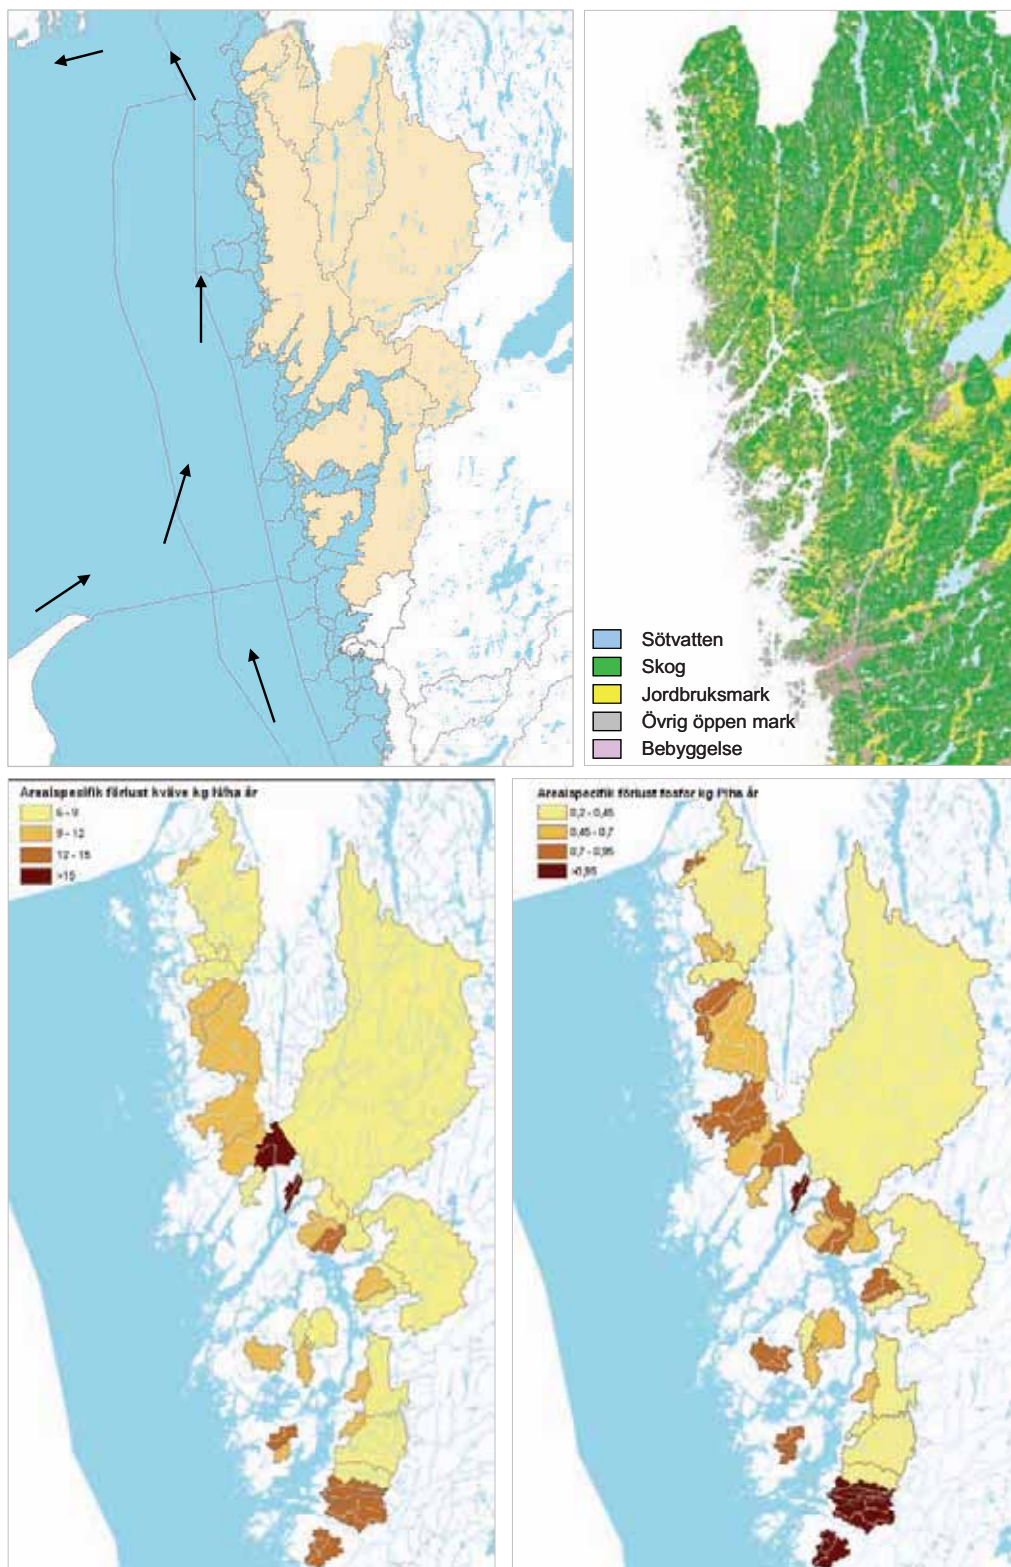 Sötvatten
Skog
Jordbruksmark
Övrig öppen mark
Bebyggelse
Arealspesifik förlust kväve kg N/ha år
6 - 9
9 - 12
12 - 15
>15
Arealspesifik förlust fosfor kg P/ha år
0,2 - 0,45
0,45 - 0,7
0,7 - 0,95
>0,95